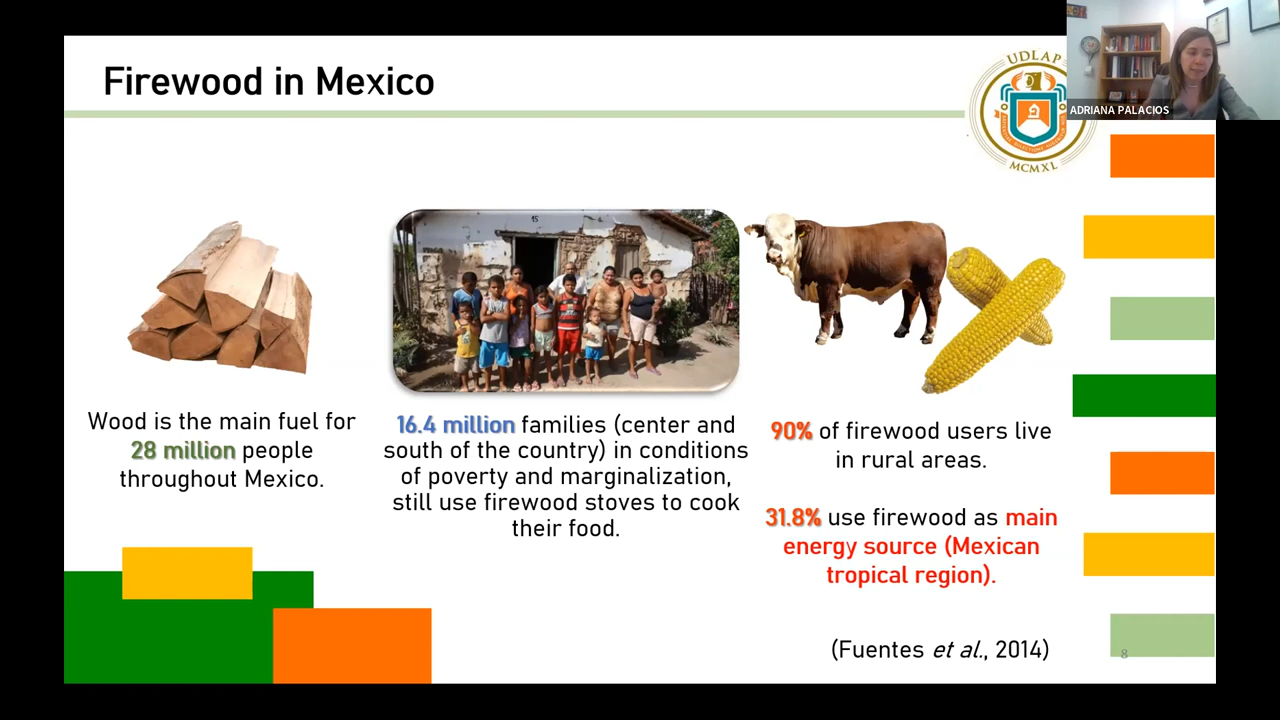 Firewood in Mexico
UDLAP
MCMXL
ADRIANA PALACIOS
15
Wood is the main fuel for
28 million people
throughout Mexico.
16.4 million families (center and
south of the country) in conditions
of poverty and marginalization,
still use firewood stoves to cook
their food.
90% of firewood users live
in rural areas.
31.8% use firewood as main
energy source (Mexican
tropical region).
(Fuentes et al., 2014)
8